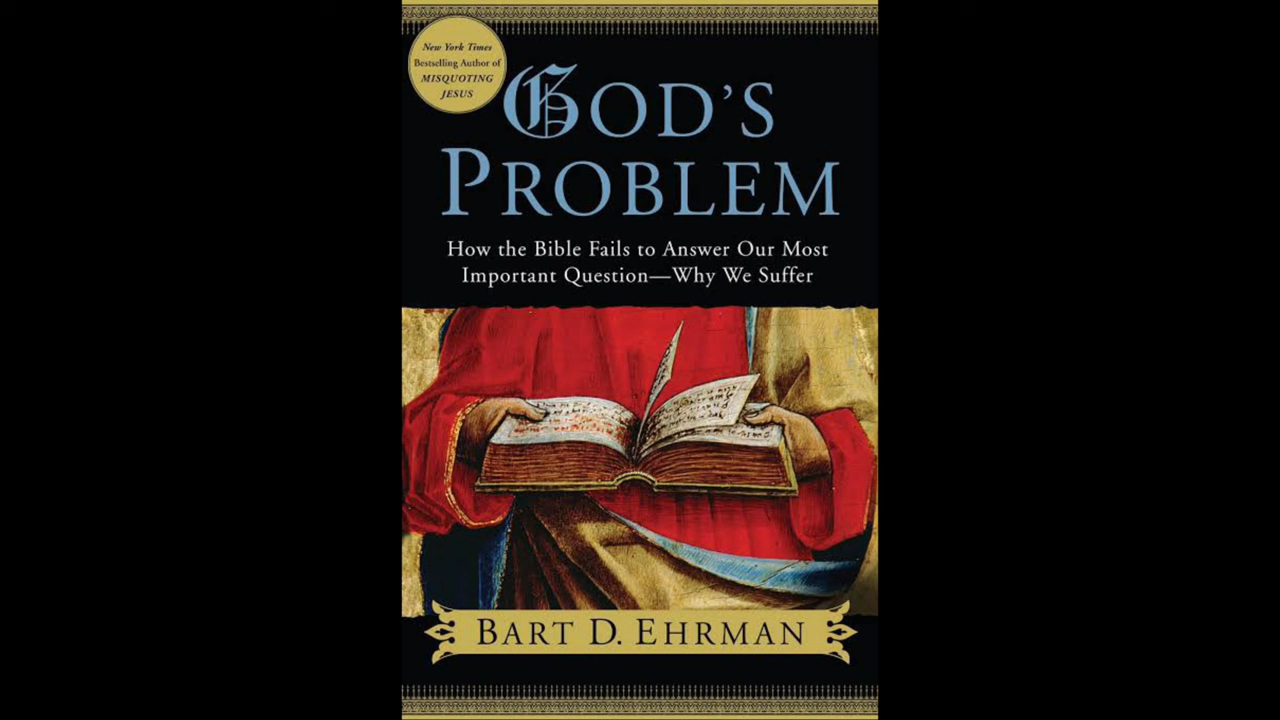 New York Times
Bestselling Author of
MISQUOTING
JESUS
GOD'S
PROBLEM
How the Bible Fails to Answer Our Most
Important Question—Why We Suffer
BART D. EHRMAN